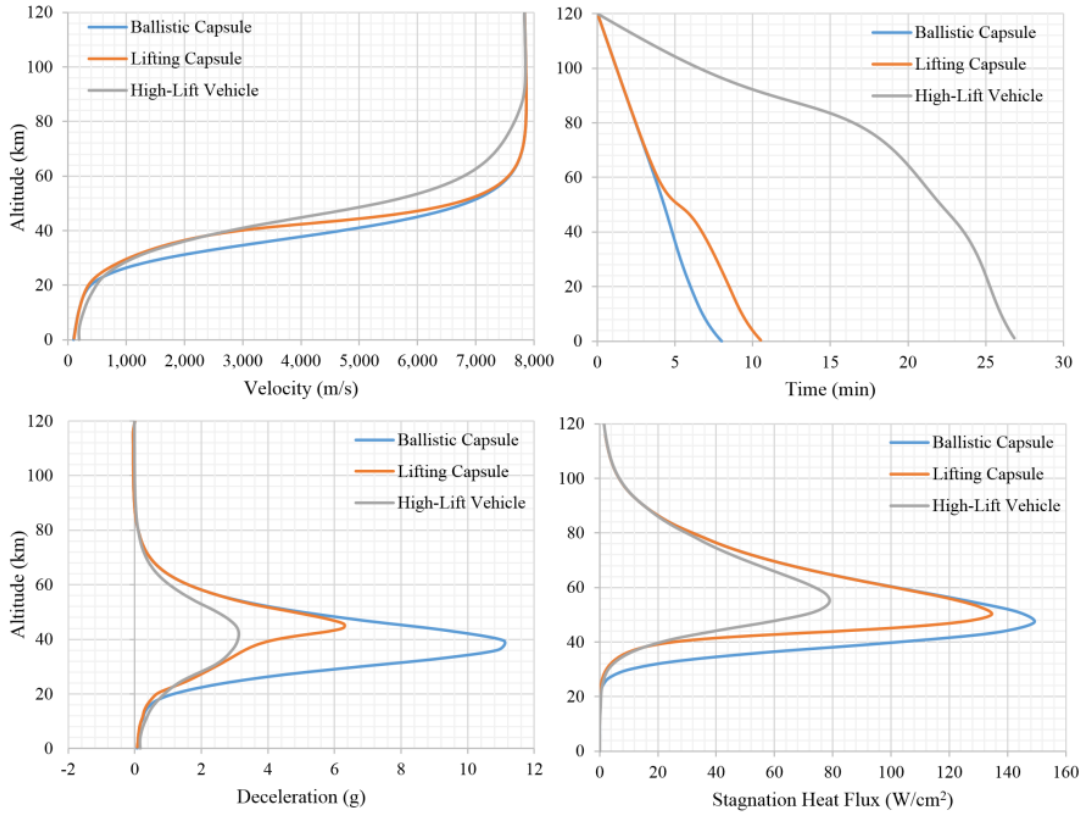 120
100
80
60
40
20
0
Altitude (km)
Ballistic Capsule
Lifting Capsule
High-Lift Vehicle
0 1,000 2,000 3,000 4,000 5,000 6,000 7,000 8,000
Velocity (m/s)
120
100
80
60
40
20
0
Ballistic Capsule
Lifting Capsule
High-Lift Vehicle
0 5 10 15 20 25 30
Time (min)
120
100
80
60
40
20
0
Altitude (km)
Ballistic Capsule
Lifting Capsule
High-Lift Vehicle
-2 0 2 4 6 8 10 12
Deceleration (g)
120
100
80
60
40
20
0
Ballistic Capsule
Lifting Capsule
High-Lift Vehicle
0 20 40 60 80 100 120 140 160
Stagnation Heat Flux (W/cm²)